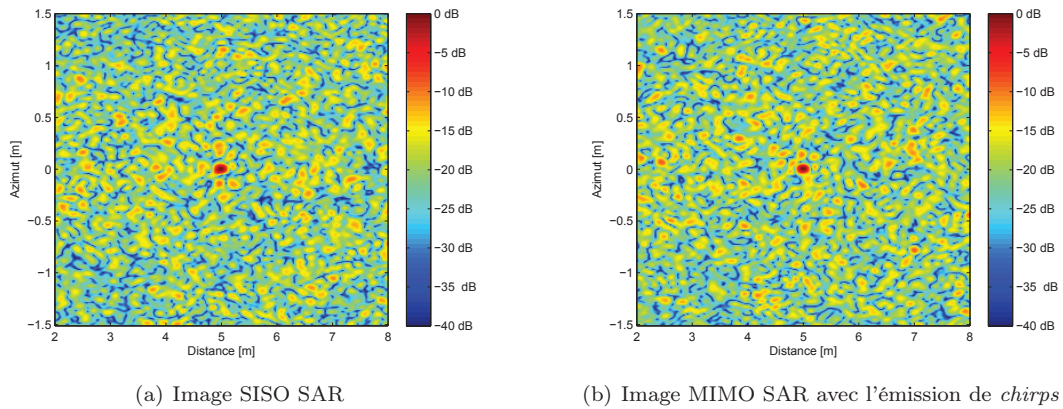 1.5
1
0.5
0
−0.5
−1
−1.5
Azimut [m]
2 3 4 5 6 7 8
Distance [m]
0 dB
−5 dB
−10 dB
−15 dB
−20 dB
−25 dB
−30 dB
−35 dB
−40 dB
(a) Image SISO SAR
1.5
1
0.5
0
−0.5
−1
−1.5
Azimut [m]
2 3 4 5 6 7 8
Distance [m]
0 dB
−5 dB
−10 dB
−15 dB
−20 dB
−25 dB
−30 dB
−35 dB
−40 dB
(b) Image MIMO SAR avec l'émission de chirps